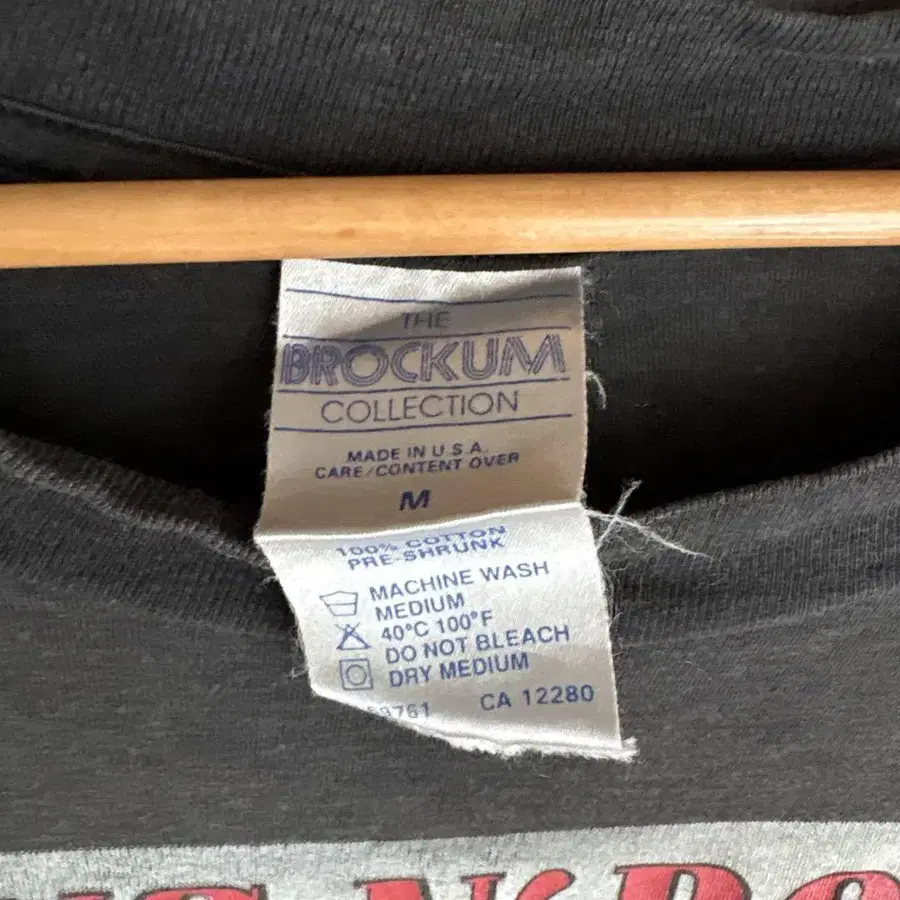 THE
BROCKUM
COLLECTION
MADE IN U S A.
CARE/CONTENT OVER
M
100% COTTON
PRE-SHRUNK
MACHINE WASH
MEDIUM
40°C 100°F
DO NOT BLEACH
DRY MEDIUM
CA 12280
N'